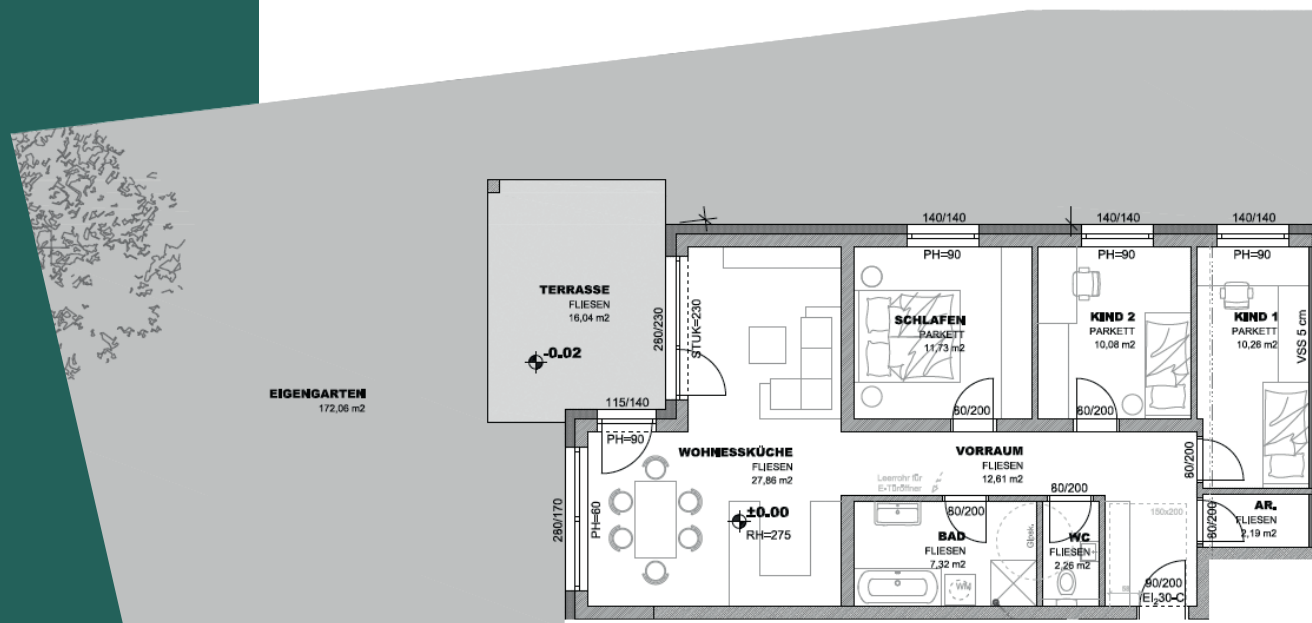 140/140
140/140
140/140
PH=90
PH=90
PH=90
TERRASSE
FLIESEN
16,04 m2
-0.02
280/230
STUK=230
SCHLAFEN
PARKETT
11,73 m2
KIND 2
PARKETT
10,08 m2
KIND 1
PARKETT
10,26 m2
VSS 5 cm
EIGENGARTEN
172,06 m2
115/140
PH=90
80/200
80/200
WOHNESSKÜCHE
FLIESEN
27,86 m2
VORRAUM
FLIESEN
12,61 m2
Leerrohr für
E-Türöffner
80/200
80/200
280/170
PH=60
±0.00
RH=275
80/200
BAD
FLIESEN
7,32 m2
WM
WC
FLIESEN
2,26 m2
150x200
80/200
AR.
FLIESEN
2,19 m2
90/200
EI₂30-C